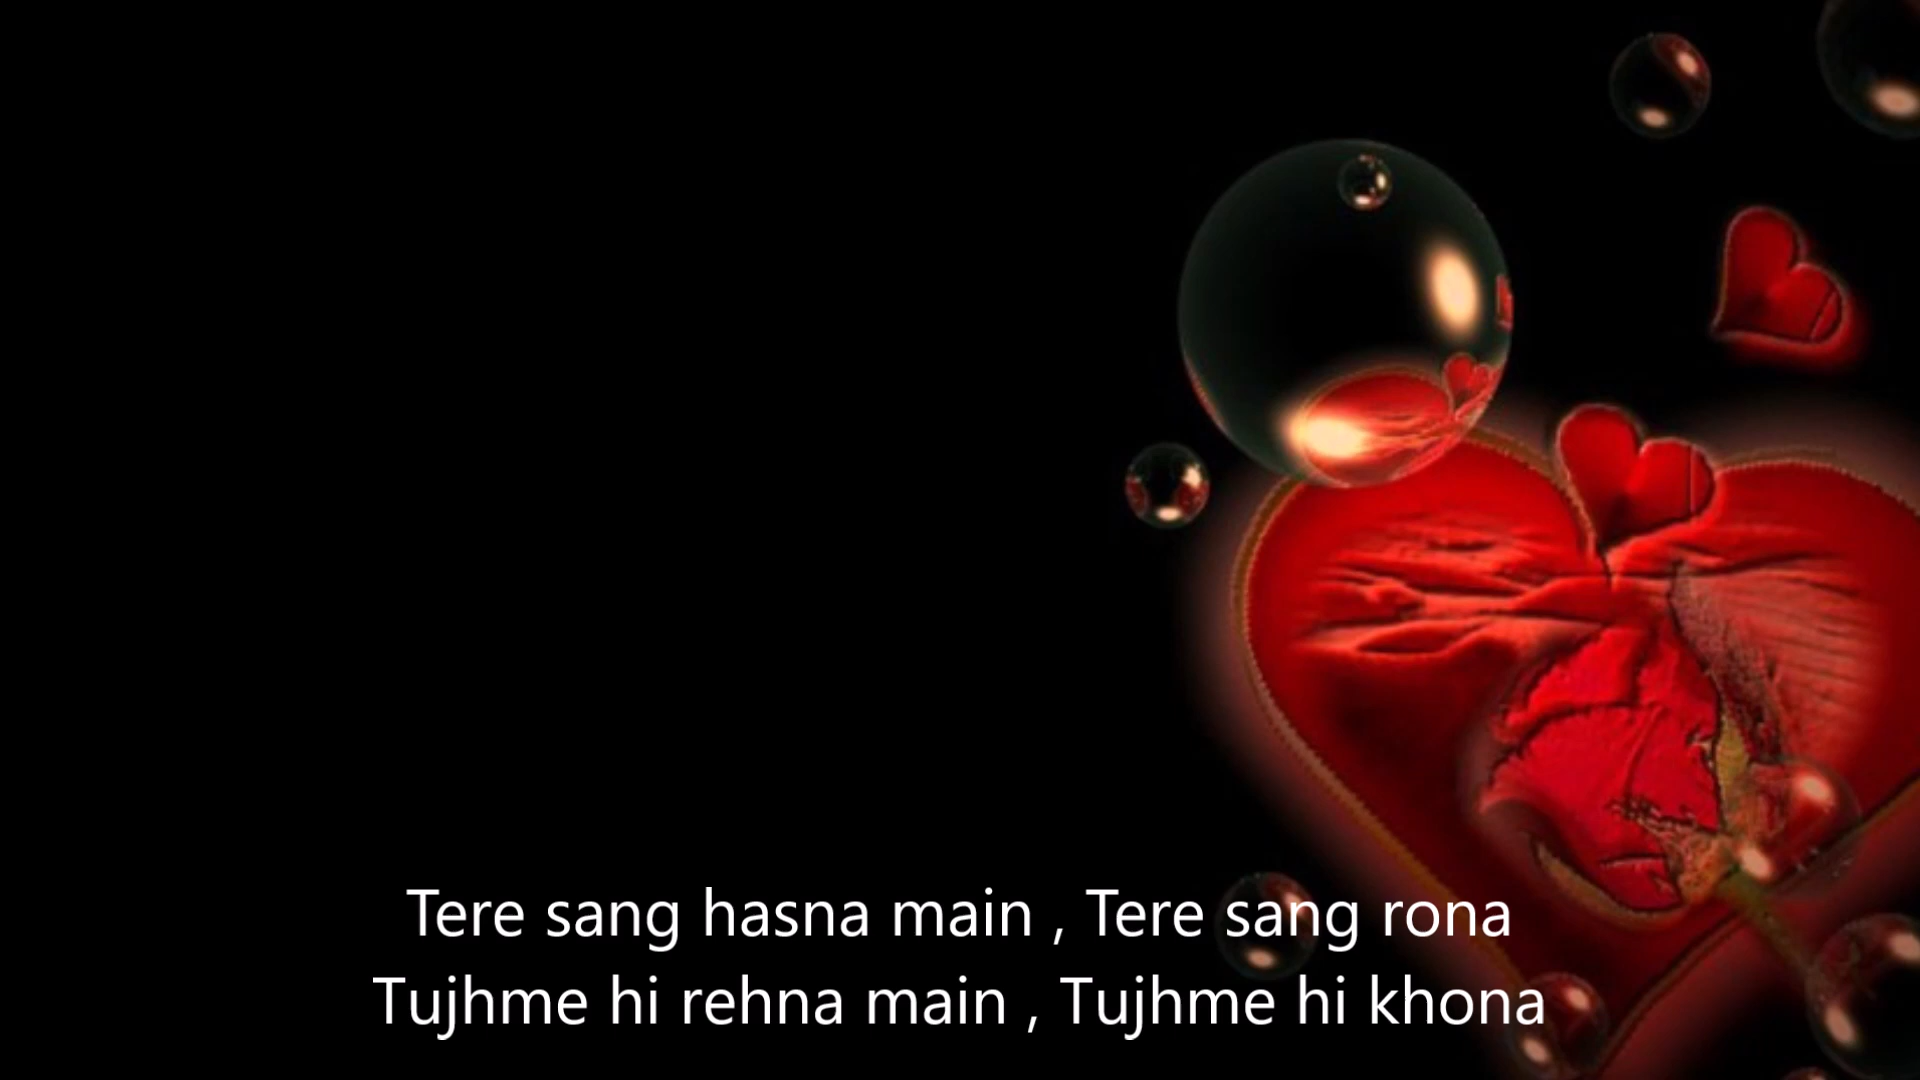 Tere sang hasna main , Tere sang rona
Tujhme hi rehna main , Tujhme hi khona